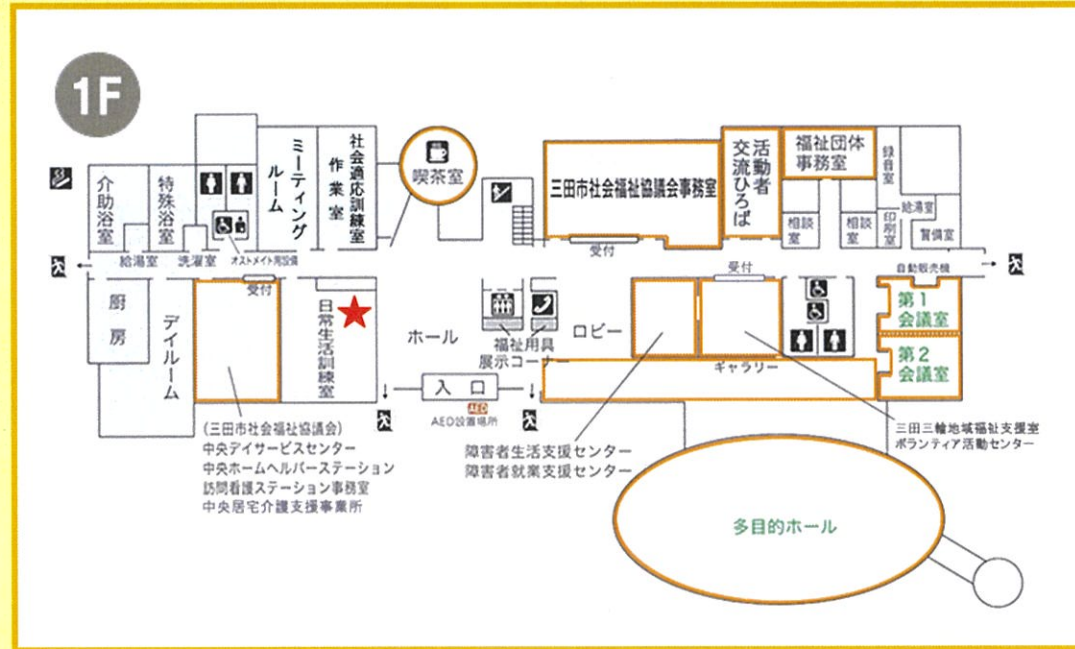 1F
介助浴室
特殊浴室
ミーティング
ルーム
社会適応訓練室
作業室
喫茶室
三田市社会福祉協議会事務室
活動者
交流ひろば
福祉団体
事務室
録音室
相談室
相談室
印刷室
給湯室
警備室
給湯室
洗濯室
オストメイト用設備
受付
受付
受付
自動販売機
厨房
デイルーム
日常生活訓練室
ホール
福祉用具
展示コーナー
ロビー
ギャラリー
第1
会議室
第2
会議室
入口
AED
AED設置場所
(三田市社会福祉協議会)
中央デイサービスセンター
中央ホームヘルパーステーション
訪問看護ステーション事務室
中央居宅介護支援事業所
障害者生活支援センター
障害者就業支援センター
三田三輪地域福祉支援室
ボランティア活動センター
多目的ホール